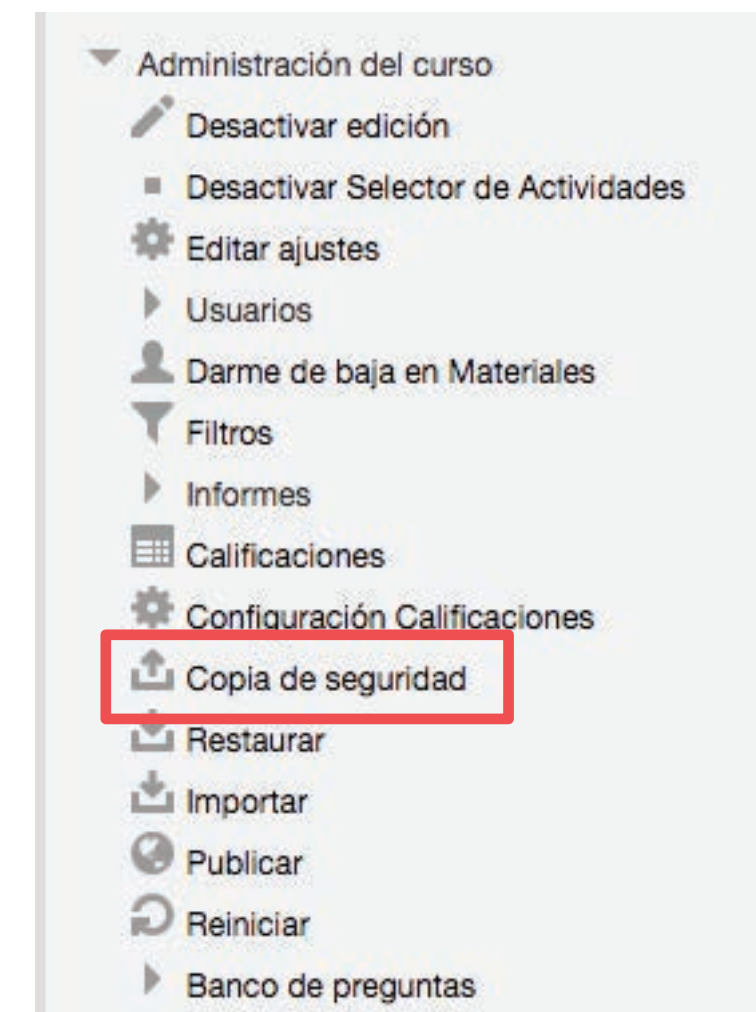 Administración del curso
Desactivar edición
Desactivar Selector de Actividades
Editar ajustes
Usuarios
Darme de baja en Materiales
Filtros
Informes
Calificaciones
Configuración Calificaciones
Copia de seguridad
Restaurar
Importar
Publicar
Reiniciar
Banco de preguntas